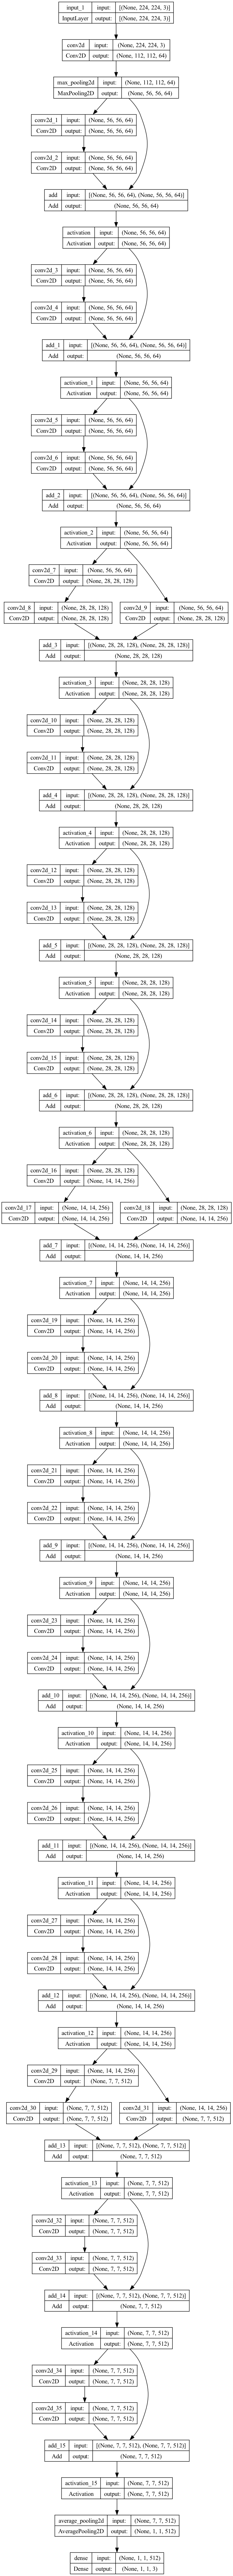 input_1 input: [(None, 224, 224, 3)]
InputLayer output: [(None, 224, 224, 3)]
conv2d input: (None, 224, 224, 3)
Conv2D output: (None, 112, 112, 64)
max_pooling2d input: (None, 112, 112, 64)
MaxPooling2D output: (None, 56, 56, 64)
conv2d_1 input: (None, 56, 56, 64)
Conv2D output: (None, 56, 56, 64)
conv2d_2 input: (None, 56, 56, 64)
Conv2D output: (None, 56, 56, 64)
add input: [(None, 56, 56, 64), (None, 56, 56, 64)]
Add output: (None, 56, 56, 64)
activation input: (None, 56, 56, 64)
Activation output: (None, 56, 56, 64)
conv2d_3 input: (None, 56, 56, 64)
Conv2D output: (None, 56, 56, 64)
conv2d_4 input: (None, 56, 56, 64)
Conv2D output: (None, 56, 56, 64)
add_1 input: [(None, 56, 56, 64), (None, 56, 56, 64)]
Add output: (None, 56, 56, 64)
activation_1 input: (None, 56, 56, 64)
Activation output: (None, 56, 56, 64)
conv2d_5 input: (None, 56, 56, 64)
Conv2D output: (None, 56, 56, 64)
conv2d_6 input: (None, 56, 56, 64)
Conv2D output: (None, 56, 56, 64)
add_2 input: [(None, 56, 56, 64), (None, 56, 56, 64)]
Add output: (None, 56, 56, 64)
activation_2 input: (None, 56, 56, 64)
Activation output: (None, 56, 56, 64)
conv2d_7 input: (None, 56, 56, 64)
Conv2D output: (None, 28, 28, 128)
conv2d_8 input: (None, 28, 28, 128)
Conv2D output: (None, 28, 28, 128)
conv2d_9 input: (None, 56, 56, 64)
Conv2D output: (None, 28, 28, 128)
add_3 input: [(None, 28, 28, 128), (None, 28, 28, 128)]
Add output: (None, 28, 28, 128)
activation_3 input: (None, 28, 28, 128)
Activation output: (None, 28, 28, 128)
conv2d_10 input: (None, 28, 28, 128)
Conv2D output: (None, 28, 28, 128)
conv2d_11 input: (None, 28, 28, 128)
Conv2D output: (None, 28, 28, 128)
add_4 input: [(None, 28, 28, 128), (None, 28, 28, 128)]
Add output: (None, 28, 28, 128)
activation_4 input: (None, 28, 28, 128)
Activation output: (None, 28, 28, 128)
conv2d_12 input: (None, 28, 28, 128)
Conv2D output: (None, 28, 28, 128)
conv2d_13 input: (None, 28, 28, 128)
Conv2D output: (None, 28, 28, 128)
add_5 input: [(None, 28, 28, 128), (None, 28, 28, 128)]
Add output: (None, 28, 28, 128)
activation_5 input: (None, 28, 28, 128)
Activation output: (None, 28, 28, 128)
conv2d_14 input: (None, 28, 28, 128)
Conv2D output: (None, 28, 28, 128)
conv2d_15 input: (None, 28, 28, 128)
Conv2D output: (None, 28, 28, 128)
add_6 input: [(None, 28, 28, 128), (None, 28, 28, 128)]
Add output: (None, 28, 28, 128)
activation_6 input: (None, 28, 28, 128)
Activation output: (None, 28, 28, 128)
conv2d_16 input: (None, 28, 28, 128)
Conv2D output: (None, 14, 14, 256)
conv2d_17 input: (None, 14, 14, 256)
Conv2D output: (None, 14, 14, 256)
conv2d_18 input: (None, 28, 28, 128)
Conv2D output: (None, 14, 14, 256)
add_7 input: [(None, 14, 14, 256), (None, 14, 14, 256)]
Add output: (None, 14, 14, 256)
activation_7 input: (None, 14, 14, 256)
Activation output: (None, 14, 14, 256)
conv2d_19 input: (None, 14, 14, 256)
Conv2D output: (None, 14, 14, 256)
conv2d_20 input: (None, 14, 14, 256)
Conv2D output: (None, 14, 14, 256)
add_8 input: [(None, 14, 14, 256), (None, 14, 14, 256)]
Add output: (None, 14, 14, 256)
activation_8 input: (None, 14, 14, 256)
Activation output: (None, 14, 14, 256)
conv2d_21 input: (None, 14, 14, 256)
Conv2D output: (None, 14, 14, 256)
conv2d_22 input: (None, 14, 14, 256)
Conv2D output: (None, 14, 14, 256)
add_9 input: [(None, 14, 14, 256), (None, 14, 14, 256)]
Add output: (None, 14, 14, 256)
activation_9 input: (None, 14, 14, 256)
Activation output: (None, 14, 14, 256)
conv2d_23 input: (None, 14, 14, 256)
Conv2D output: (None, 14, 14, 256)
conv2d_24 input: (None, 14, 14, 256)
Conv2D output: (None, 14, 14, 256)
add_10 input: [(None, 14, 14, 256), (None, 14, 14, 256)]
Add output: (None, 14, 14, 256)
activation_10 input: (None, 14, 14, 256)
Activation output: (None, 14, 14, 256)
conv2d_25 input: (None, 14, 14, 256)
Conv2D output: (None, 14, 14, 256)
conv2d_26 input: (None, 14, 14, 256)
Conv2D output: (None, 14, 14, 256)
add_11 input: [(None, 14, 14, 256), (None, 14, 14, 256)]
Add output: (None, 14, 14, 256)
activation_11 input: (None, 14, 14, 256)
Activation output: (None, 14, 14, 256)
conv2d_27 input: (None, 14, 14, 256)
Conv2D output: (None, 14, 14, 256)
conv2d_28 input: (None, 14, 14, 256)
Conv2D output: (None, 14, 14, 256)
add_12 input: [(None, 14, 14, 256), (None, 14, 14, 256)]
Add output: (None, 14, 14, 256)
activation_12 input: (None, 14, 14, 256)
Activation output: (None, 14, 14, 256)
conv2d_29 input: (None, 14, 14, 256)
Conv2D output: (None, 7, 7, 512)
conv2d_30 input: (None, 7, 7, 512)
Conv2D output: (None, 7, 7, 512)
conv2d_31 input: (None, 14, 14, 256)
Conv2D output: (None, 7, 7, 512)
add_13 input: [(None, 7, 7, 512), (None, 7, 7, 512)]
Add output: (None, 7, 7, 512)
activation_13 input: (None, 7, 7, 512)
Activation output: (None, 7, 7, 512)
conv2d_32 input: (None, 7, 7, 512)
Conv2D output: (None, 7, 7, 512)
conv2d_33 input: (None, 7, 7, 512)
Conv2D output: (None, 7, 7, 512)
add_14 input: [(None, 7, 7, 512), (None, 7, 7, 512)]
Add output: (None, 7, 7, 512)
activation_14 input: (None, 7, 7, 512)
Activation output: (None, 7, 7, 512)
conv2d_34 input: (None, 7, 7, 512)
Conv2D output: (None, 7, 7, 512)
conv2d_35 input: (None, 7, 7, 512)
Conv2D output: (None, 7, 7, 512)
add_15 input: [(None, 7, 7, 512), (None, 7, 7, 512)]
Add output: (None, 7, 7, 512)
activation_15 input: (None, 7, 7, 512)
Activation output: (None, 7, 7, 512)
average_pooling2d input: (None, 7, 7, 512)
AveragePooling2D output: (None, 1, 1, 512)
dense input: (None, 1, 1, 512)
Dense output: (None, 1, 1, 3)